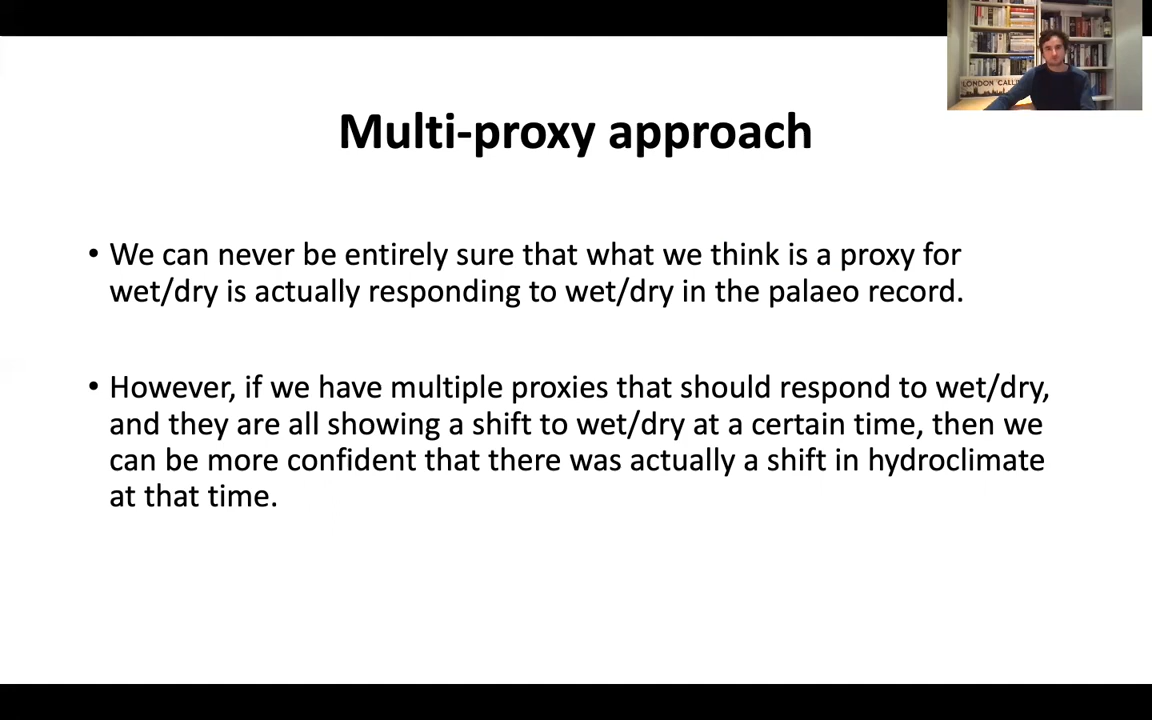 LONDON CALLI
Multi-proxy approach
• We can never be entirely sure that what we think is a proxy for
wet/dry is actually responding to wet/dry in the palaeo record.
• However, if we have multiple proxies that should respond to wet/dry,
and they are all showing a shift to wet/dry at a certain time, then we
can be more confident that there was actually a shift in hydroclimate
at that time.